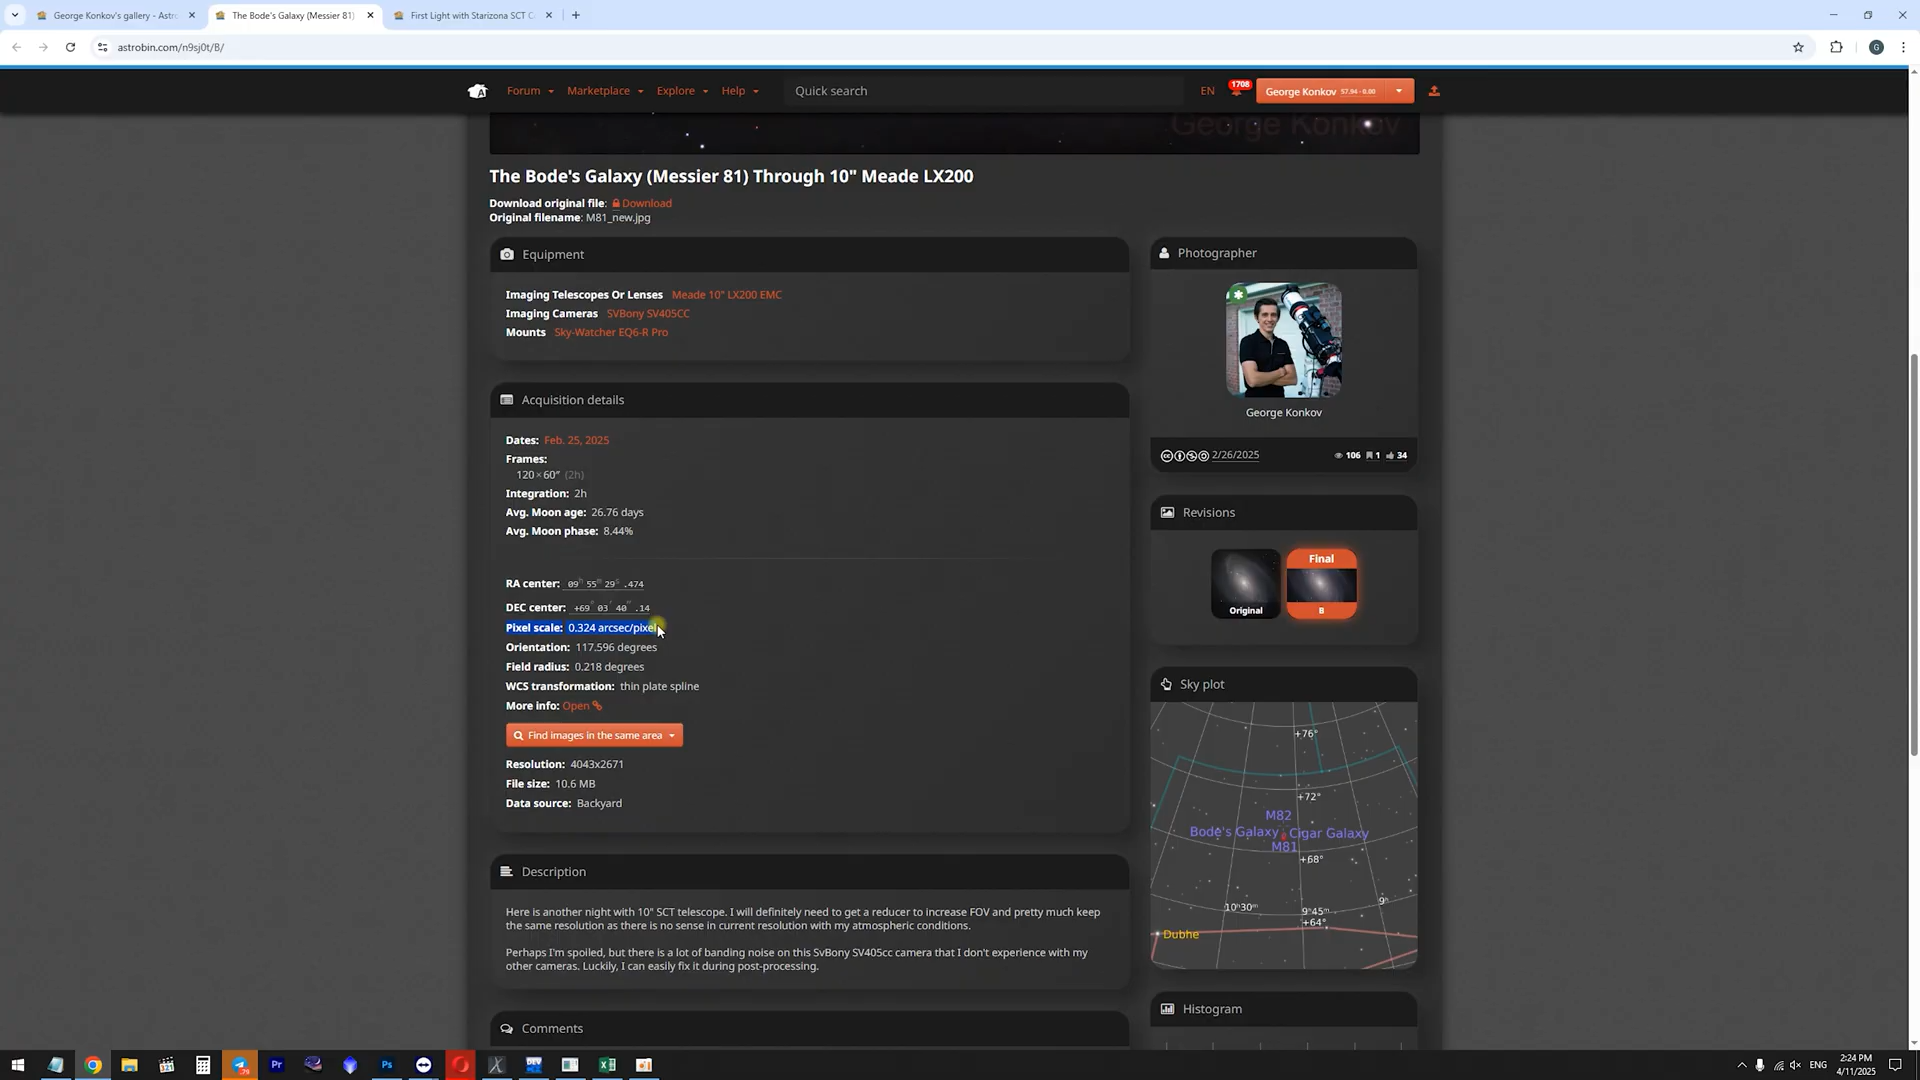 George Konkov's gallery - Astro
The Bode's Galaxy (Messier 81)
First Light with Starizona SCT C
astrobin.com/n9sj0t/B/
Forum
Marketplace
Explore
Help
Quick search
EN
1708
George Konkov 57.94 - 0.00
George Konkov
The Bode's Galaxy (Messier 81) Through 10" Meade LX200
Download original file: Download
Original filename: M81_new.jpg
Equipment
Imaging Telescopes Or Lenses Meade 10" LX200 EMC
Imaging Cameras SVBony SV405CC
Mounts Sky-Watcher EQ6-R Pro
Acquisition details
Dates: Feb. 25, 2025
Frames:
120×60″ (2h)
Integration: 2h
Avg. Moon age: 26.76 days
Avg. Moon phase: 8.44%
RA center: 09h 55m 29s .474
DEC center: +69° 03′ 40″ .14
Pixel scale: 0.324 arcsec/pixel
Orientation: 117.596 degrees
Field radius: 0.218 degrees
WCS transformation: thin plate spline
More info: Open
Find images in the same area
Resolution: 4043x2671
File size: 10.6 MB
Data source: Backyard
Description
Here is another night with 10" SCT telescope. I will definitely need to get a reducer to increase FOV and pretty much keep
the same resolution as there is no sense in current resolution with my atmospheric conditions.
Perhaps I'm spoiled, but there is a lot of banding noise on this SvBony SV405cc camera that I don't experience with my
other cameras. Luckily, I can easily fix it during post-processing.
Comments
Photographer
George Konkov
2/26/2025
106 1 34
Revisions
Original
Final
B
Sky plot
+76°
+72°
M82
Bode's Galaxy Cigar Galaxy
M81
+68°
10h30m
9h45m
9h
+64°
Dubhe
Histogram
ENG
2:24 PM
4/11/2025